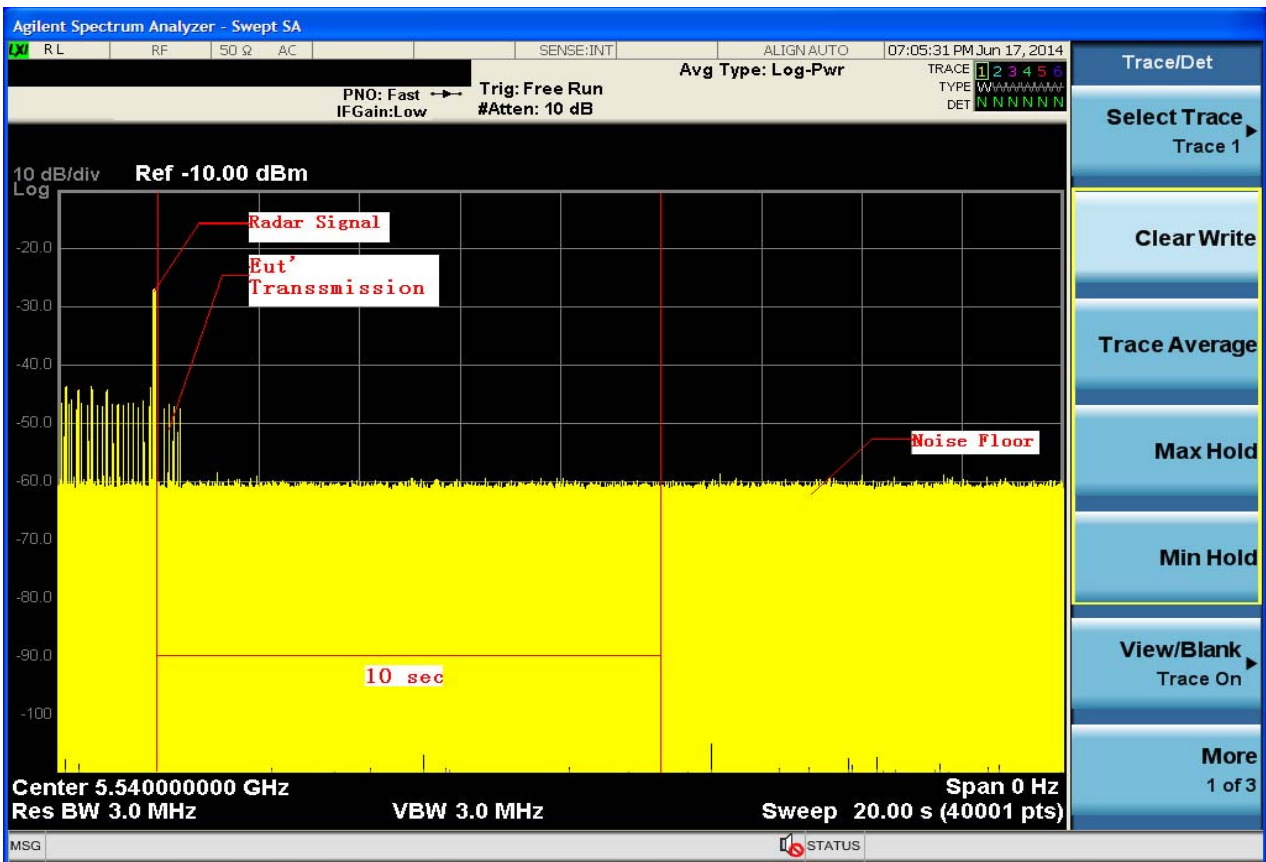 Agilent Spectrum Analyzer - Swept SA
LXI RL RF 50 Ω AC SENSE:INT ALIGN AUTO 07:05:31 PM Jun 17, 2014
Avg Type: Log-Pwr
TRACE 1 2 3 4 5 6
TYPE WWWWWW
DET N N N N N N
PNO: Fast
IFGain:Low
Trig: Free Run
#Atten: 10 dB
10 dB/div
Log
Ref -10.00 dBm
-20.0
-30.0
-40.0
-50.0
-60.0
-70.0
-80.0
-90.0
-100
Radar Signal
Eut'
Transsmission
Noise Floor
10 sec
Center 5.540000000 GHz
Res BW 3.0 MHz
VBW 3.0 MHz
Span 0 Hz
Sweep 20.00 s (40001 pts)
MSG
STATUS
Trace/Det
Select Trace
Trace 1
Clear Write
Trace Average
Max Hold
Min Hold
View/Blank
Trace On
More
1 of 3